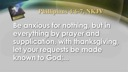 Philippians 4:6-7 NKJV
Be anxious for nothing, but in
everything by prayer and
supplication, with thanksgiving,
let your requests be made
known to God...